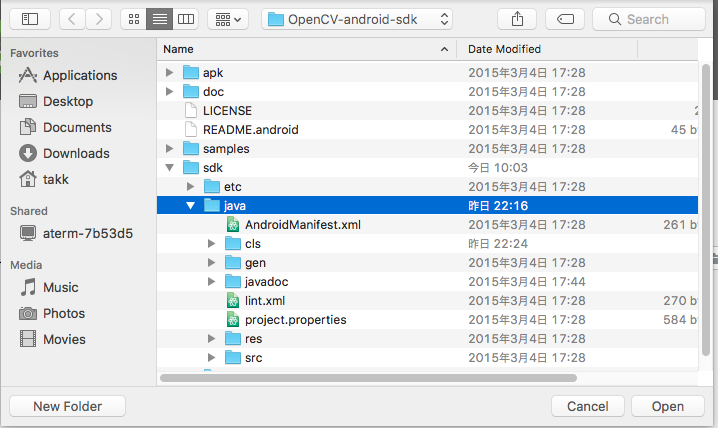 OpenCV-android-sdk
Search
Favorites
Applications
Desktop
Documents
Downloads
takk
Shared
aterm-7b53d5
Media
Music
Photos
Movies
Name Date Modified
apk 2015年3月4日 17:28
doc 2015年3月4日 17:28
LICENSE 2015年3月4日 17:28
README.android 2015年3月4日 17:28 45
samples 2015年3月4日 17:28
sdk 今日 10:03
etc 2015年3月4日 17:28
java 昨日 22:16
AndroidManifest.xml 2015年3月4日 17:28 261
cls 昨日 22:24
gen 2015年3月4日 17:28
javadoc 2015年3月4日 17:44
lint.xml 2015年3月4日 17:28 270
project.properties 2015年3月4日 17:28 584
res 2015年3月4日 17:28
src 2015年3月4日 17:28
New Folder Cancel Open